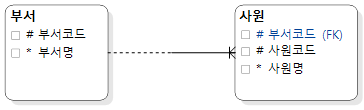 부서
# 부서코드
* 부서명
사원
# 부서코드 (FK)
# 사원코드
* 사원명